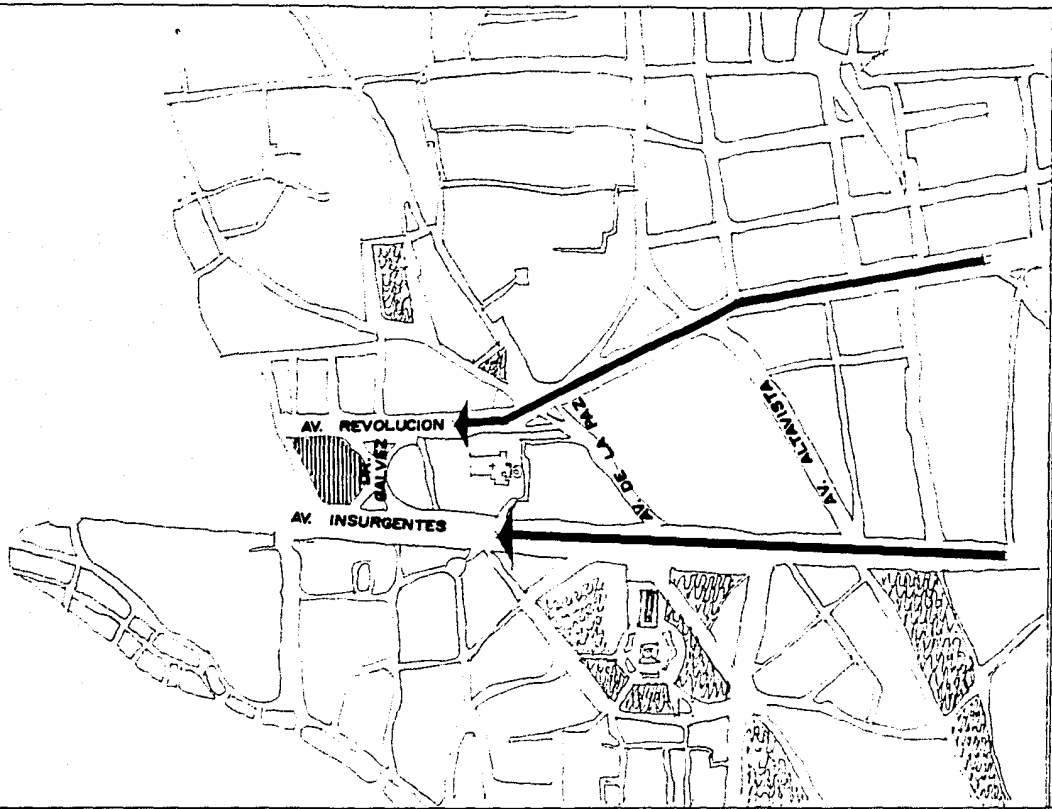 AV. REVOLUCION
DR. GALVEZ
AV. INSURGENTES
AV. DE LA PAZ
AV. ALTAVISTA